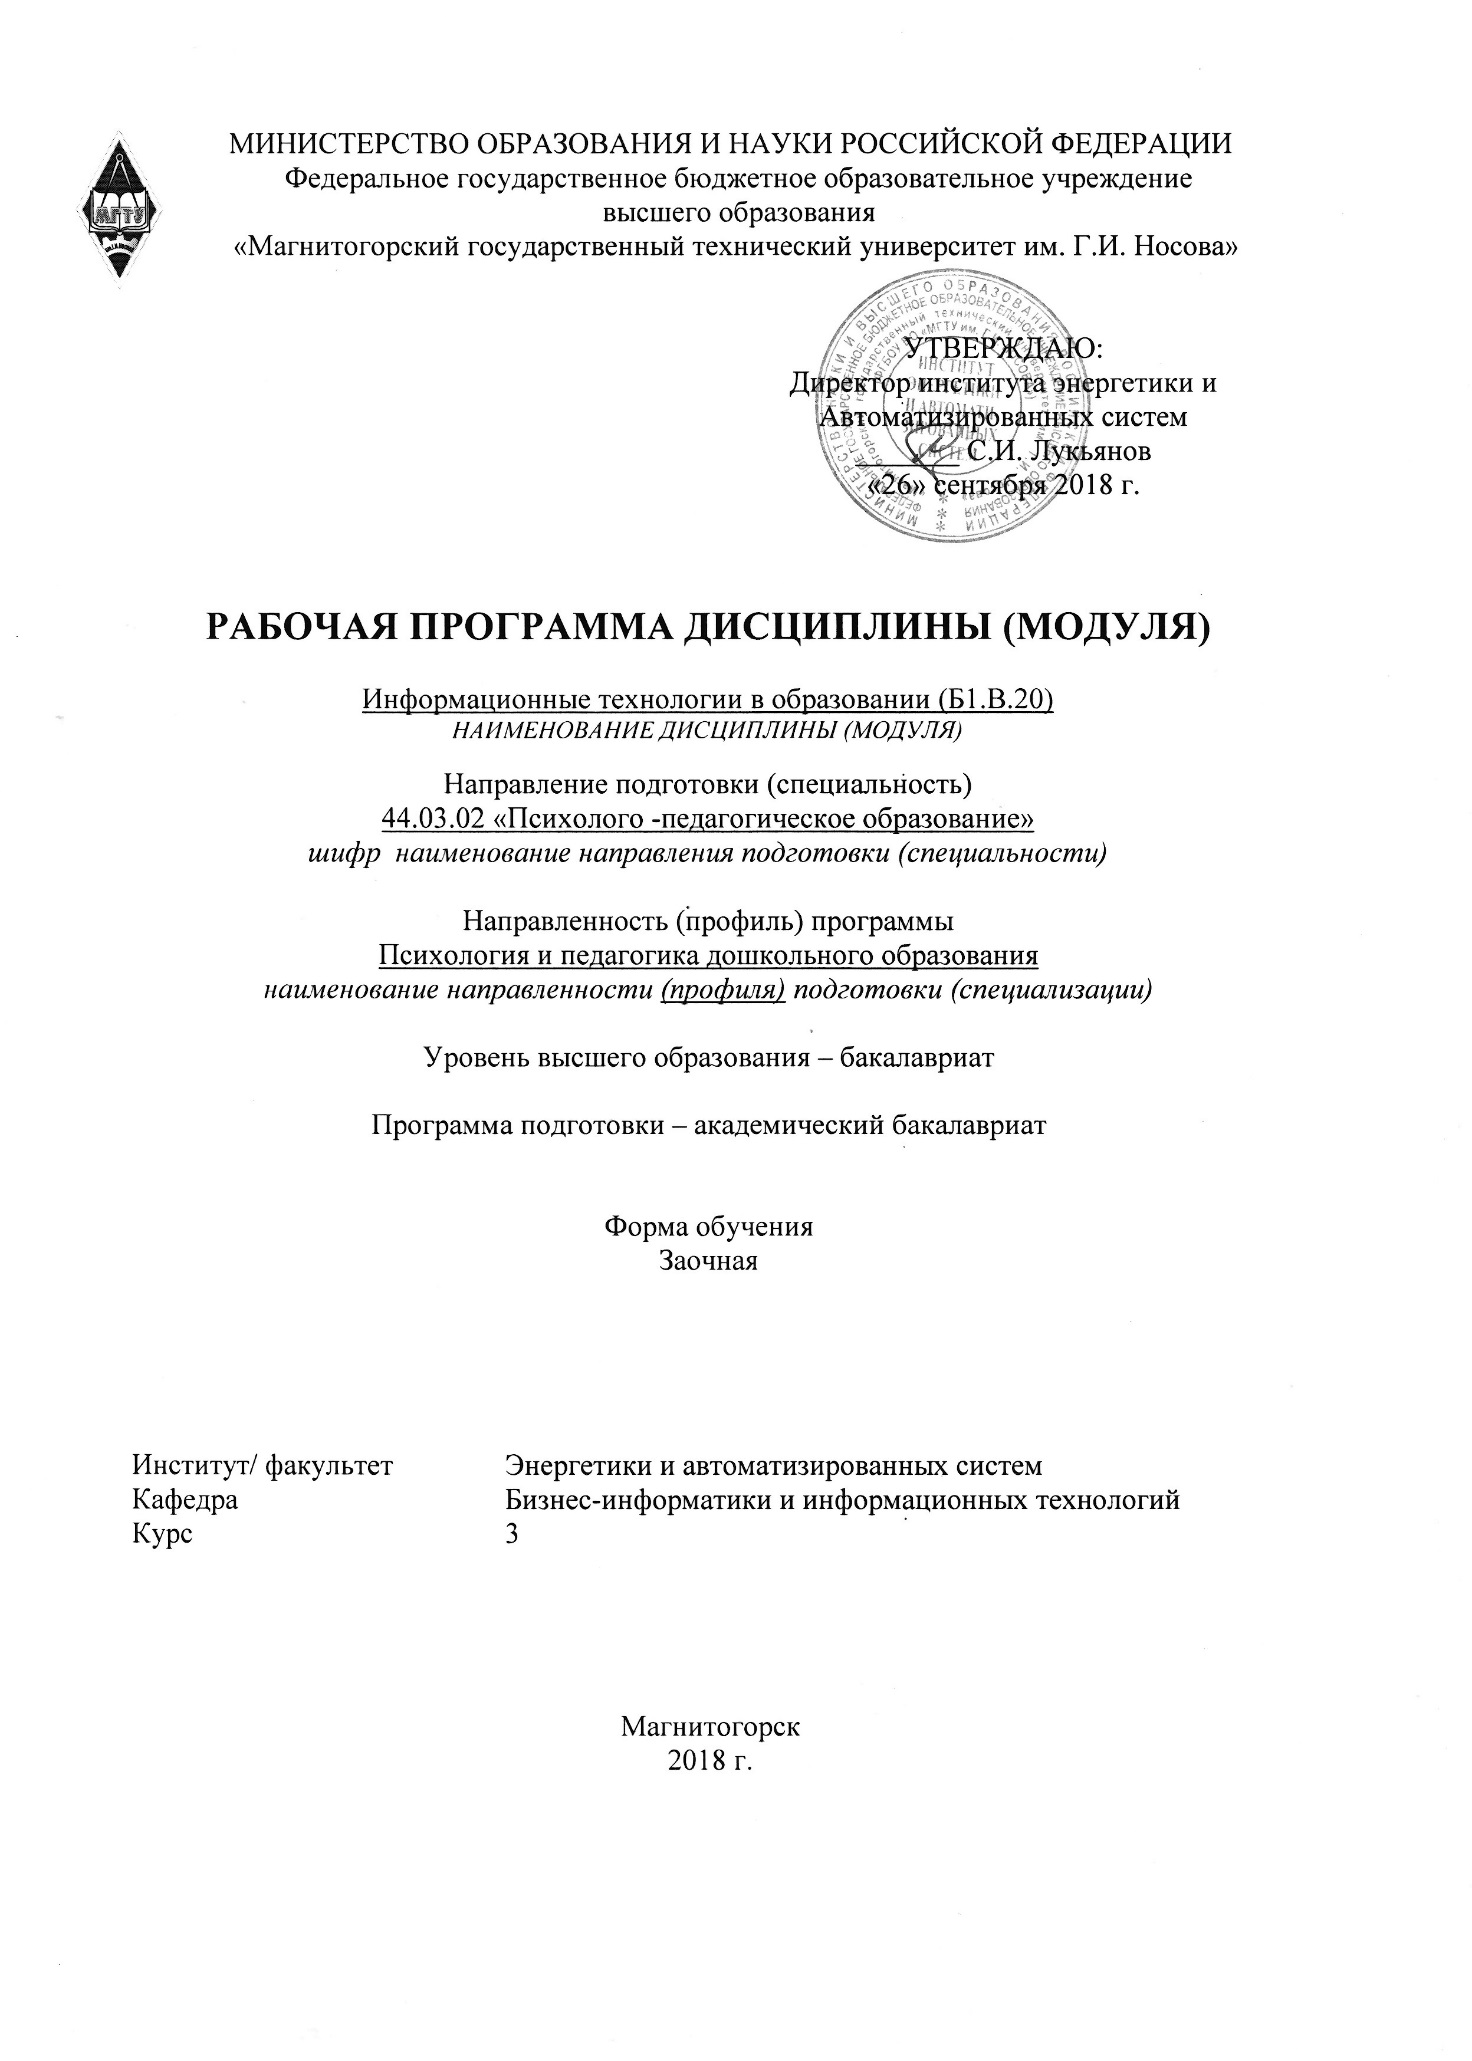 МИНИСТЕРСТВО ОБРАЗОВАНИЯ И НАУКИ РОССИЙСКОЙ ФЕДЕРАЦИИ
Федеральное государственное бюджетное образовательное учреждение
высшего образования
«Магнитогорский государственный технический университет им. Г.И. Носова»
МГТУ
УТВЕРЖДАЮ:
Директор института энергетики и
Автоматизированных систем
С.И. Лукьянов
«26» сентября 2018 г.
РАБОЧАЯ ПРОГРАММА ДИСЦИПЛИНЫ (МОДУЛЯ)
Информационные технологии в образовании (Б1.В.20)
НАИМЕНОВАНИЕ ДИСЦИПЛИНЫ (МОДУЛЯ)
Направление подготовки (специальность)
44.03.02 «Психолого -педагогическое образование»
шифр наименование направления подготовки (специальности)
Направленность (профиль) программы
Психология и педагогика дошкольного образования
наименование направленности (профиля) подготовки (специализации)
Уровень высшего образования – бакалавриат
Программа подготовки – академический бакалавриат
Форма обучения
Заочная
Институт/ факультет Энергетики и автоматизированных систем
Кафедра Бизнес-информатики и информационных технологий
Курс 3
Магнитогорск
2018 г.